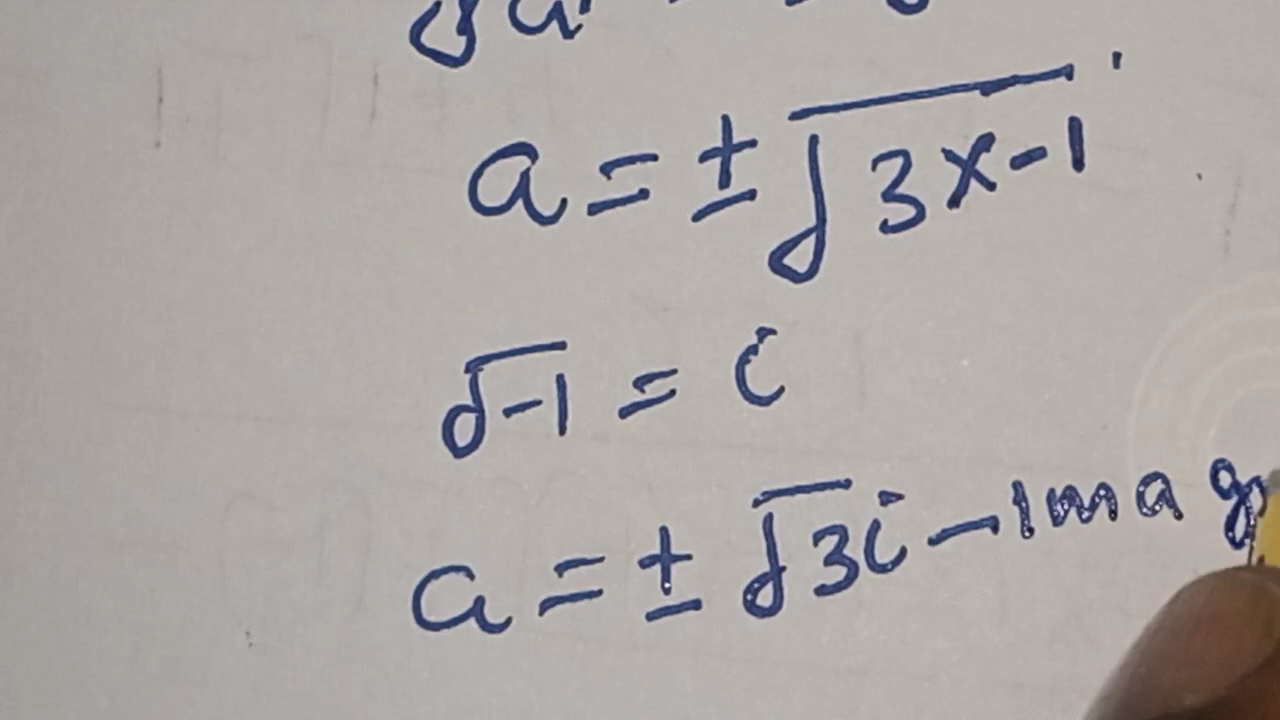 a = ± √3x-1
√-1 = i
a = ± √3i - Imag